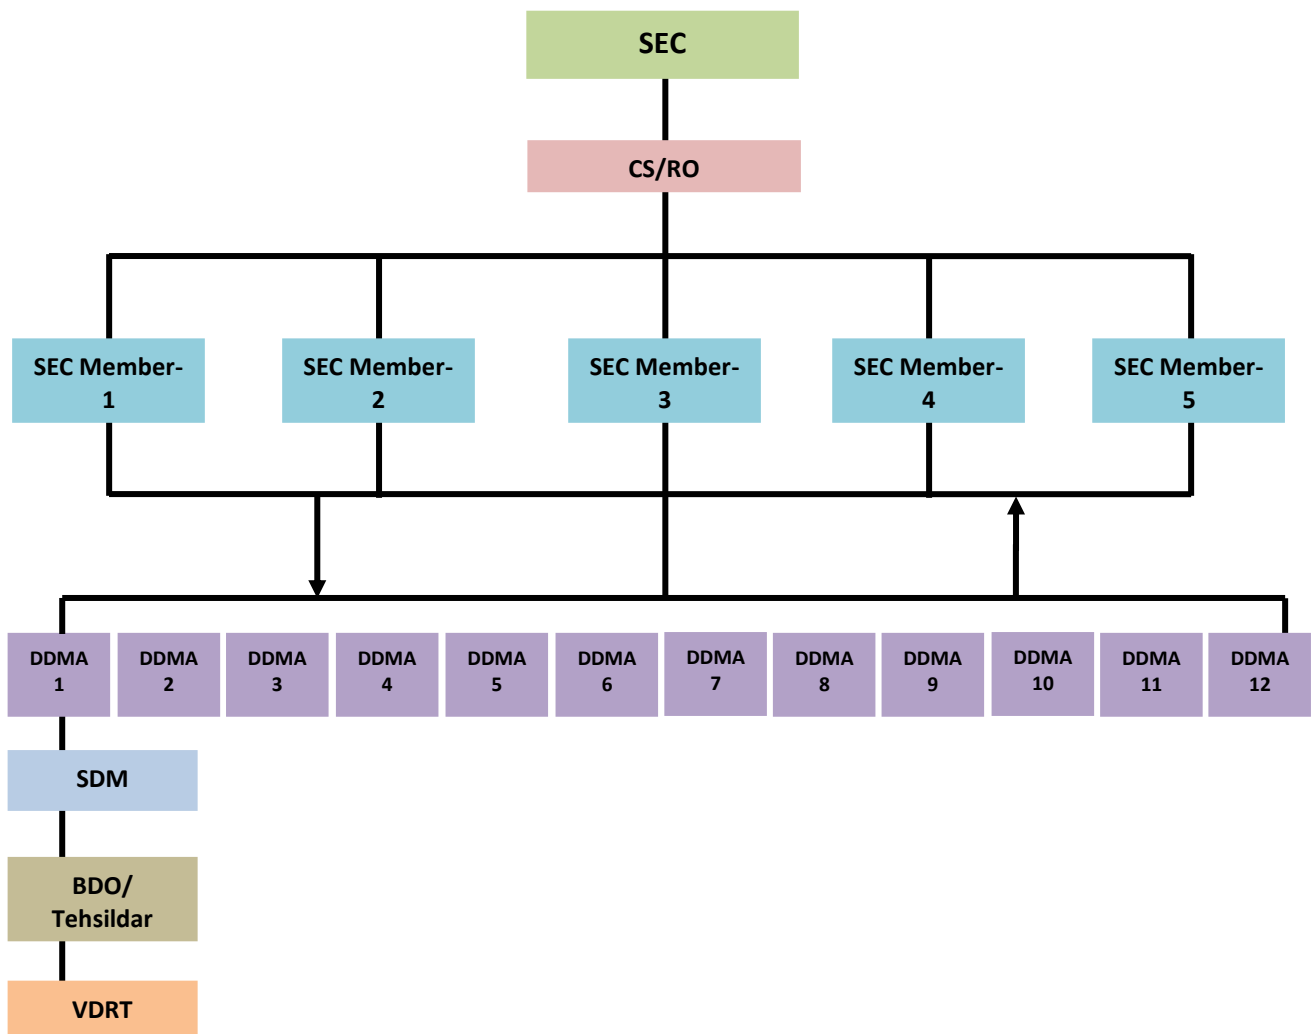 SEC
CS/RO
SEC Member-
1
SEC Member-
2
SEC Member-
3
SEC Member-
4
SEC Member-
5
DDMA
1
DDMA
2
DDMA
3
DDMA
4
DDMA
5
DDMA
6
DDMA
7
DDMA
8
DDMA
9
DDMA
10
DDMA
11
DDMA
12
SDM
BDO/
Tehsildar
VDRT